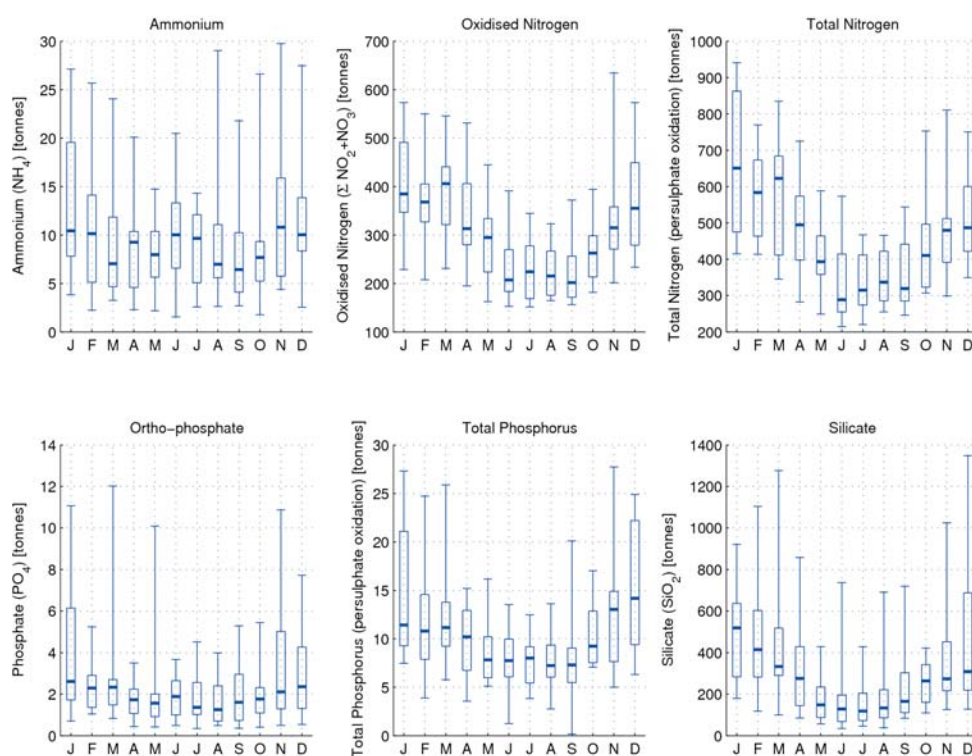 Ammonium
Ammonium (NH4) [tonnes]
30
25
20
15
10
5
0
J F M A M J J A S O N D
Oxidised Nitrogen
Oxidised Nitrogen (Σ NO2+NO3) [tonnes]
700
600
500
400
300
200
100
J F M A M J J A S O N D
Total Nitrogen
Total Nitrogen (persulphate oxidation) [tonnes]
1000
900
800
700
600
500
400
300
200
J F M A M J J A S O N D
Ortho-phosphate
Phosphate (PO4) [tonnes]
14
12
10
8
6
4
2
0
J F M A M J J A S O N D
Total Phosphorus
Total Phosphorus (persulphate oxidation) [tonnes]
30
25
20
15
10
5
0
J F M A M J J A S O N D
Silicate
Silicate (SiO2) [tonnes]
1400
1200
1000
800
600
400
200
0
J F M A M J J A S O N D